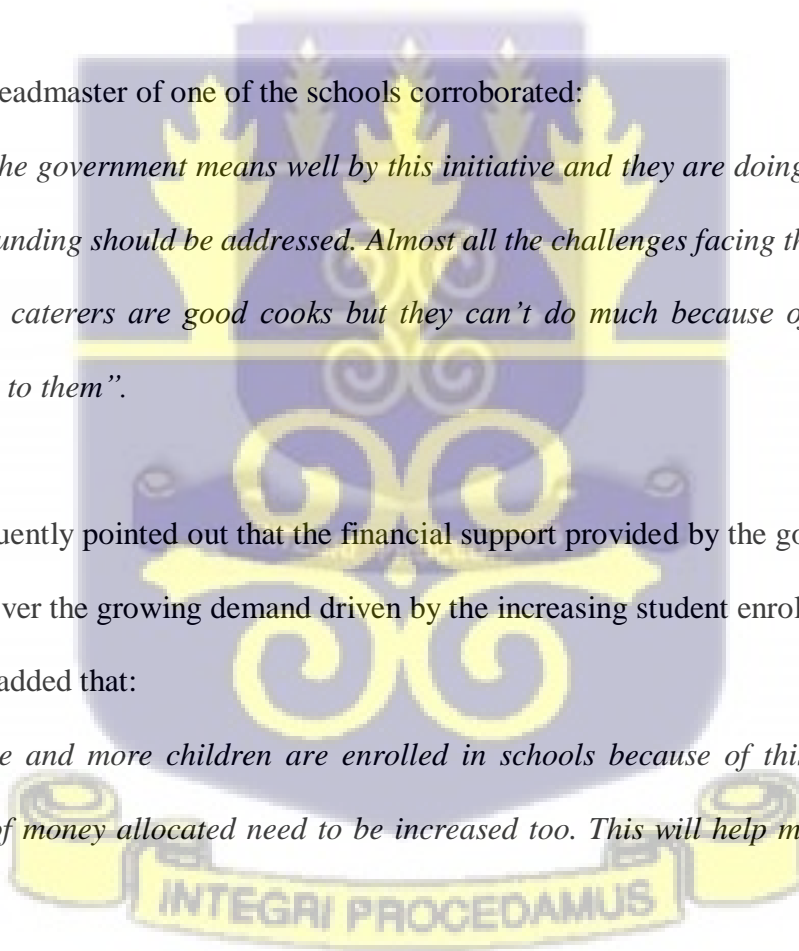 eadmaster of one of the schools corroborated:
he government means well by this initiative and they are doing
unding should be addressed. Almost all the challenges facing th
caterers are good cooks but they can’t do much because o
to them”.
uently pointed out that the financial support provided by the go
ver the growing demand driven by the increasing student enrol
added that:
e and more children are enrolled in schools because of thi
of money allocated need to be increased too. This will help m
INTEGRI PROCEDAMUS